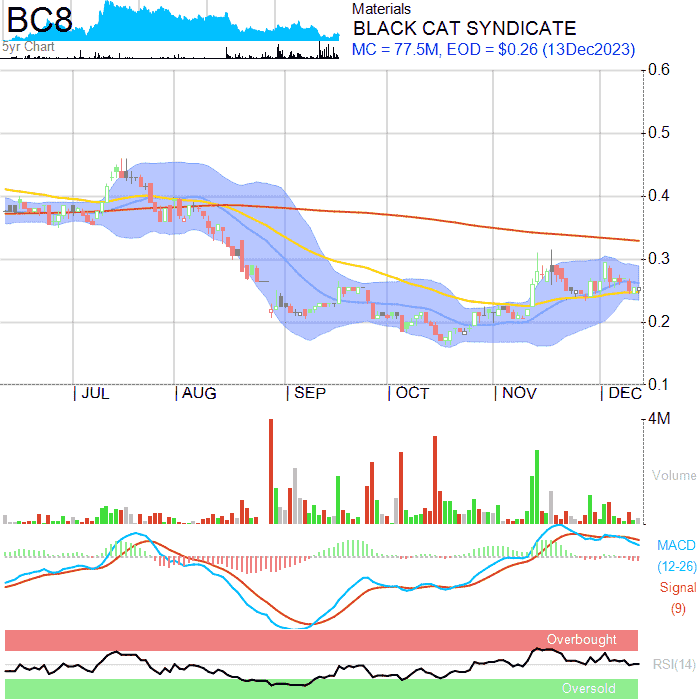 BC8
5yr Chart
Materials
BLACK CAT SYNDICATE
MC = 77.5M, EOD = $0.26 (13Dec2023)
0.6
0.5
0.4
0.3
0.2
0.1
JUL
AUG
SEP
OCT
NOV
DEC
4M
Volume
MACD
(12-26)
Signal
(9)
Overbought
RSI(14)
Oversold